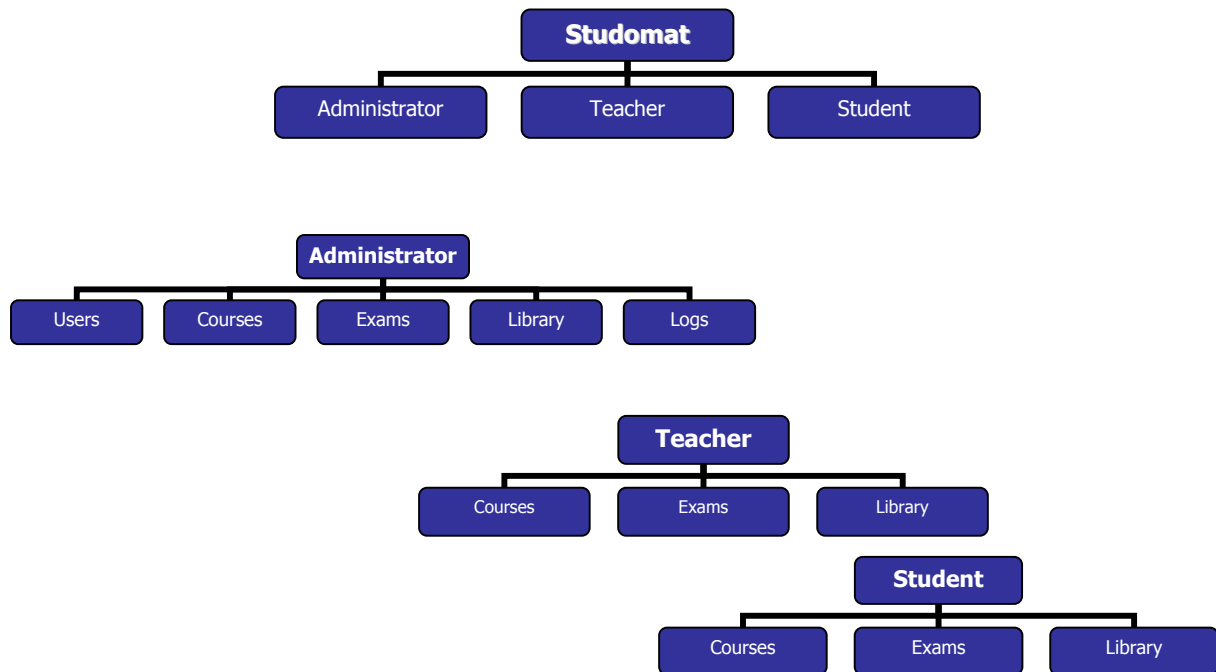 Studomat
Administrator
Teacher
Student
Administrator
Users
Courses
Exams
Library
Logs
Teacher
Courses
Exams
Library
Student
Courses
Exams
Library